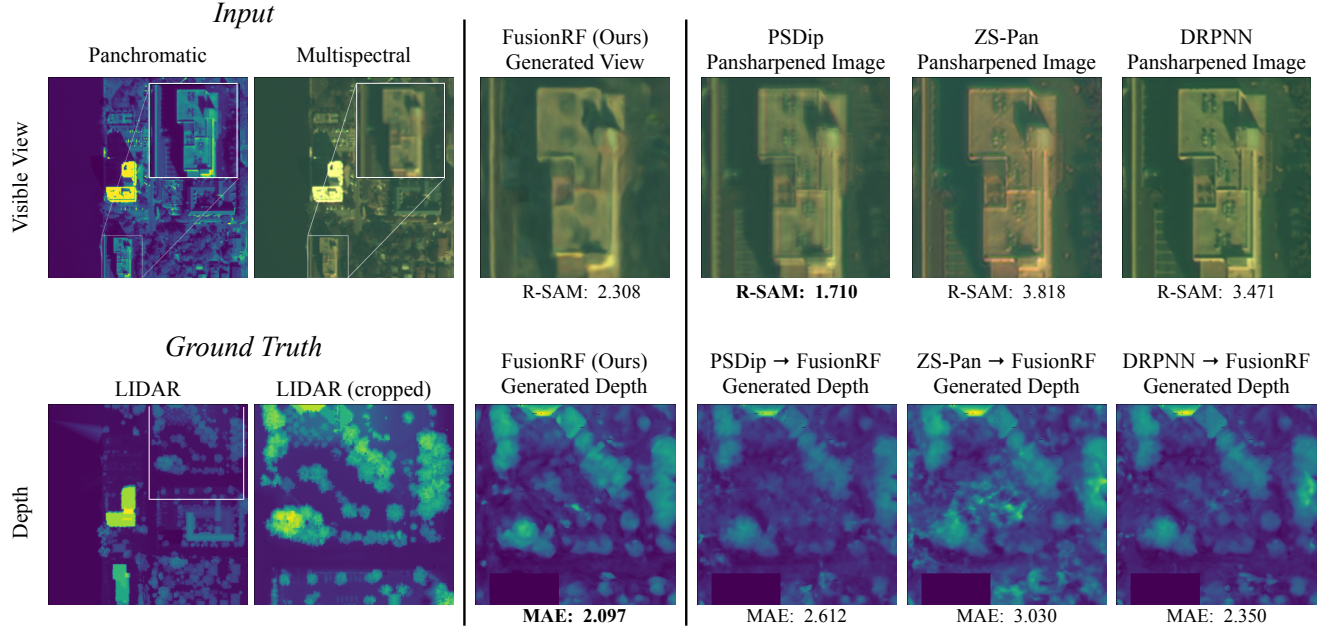 Input
Panchromatic
Multispectral
FusionRF (Ours)
Generated View
PSDip
Pansharpened Image
ZS-Pan
Pansharpened Image
DRPNN
Pansharpened Image
Visible View
R-SAM: 2.308
R-SAM: 1.710
R-SAM: 3.818
R-SAM: 3.471
Ground Truth
LIDAR
LIDAR (cropped)
FusionRF (Ours)
Generated Depth
PSDip → FusionRF
Generated Depth
ZS-Pan → FusionRF
Generated Depth
DRPNN → FusionRF
Generated Depth
Depth
MAE: 2.097
MAE: 2.612
MAE: 3.030
MAE: 2.350